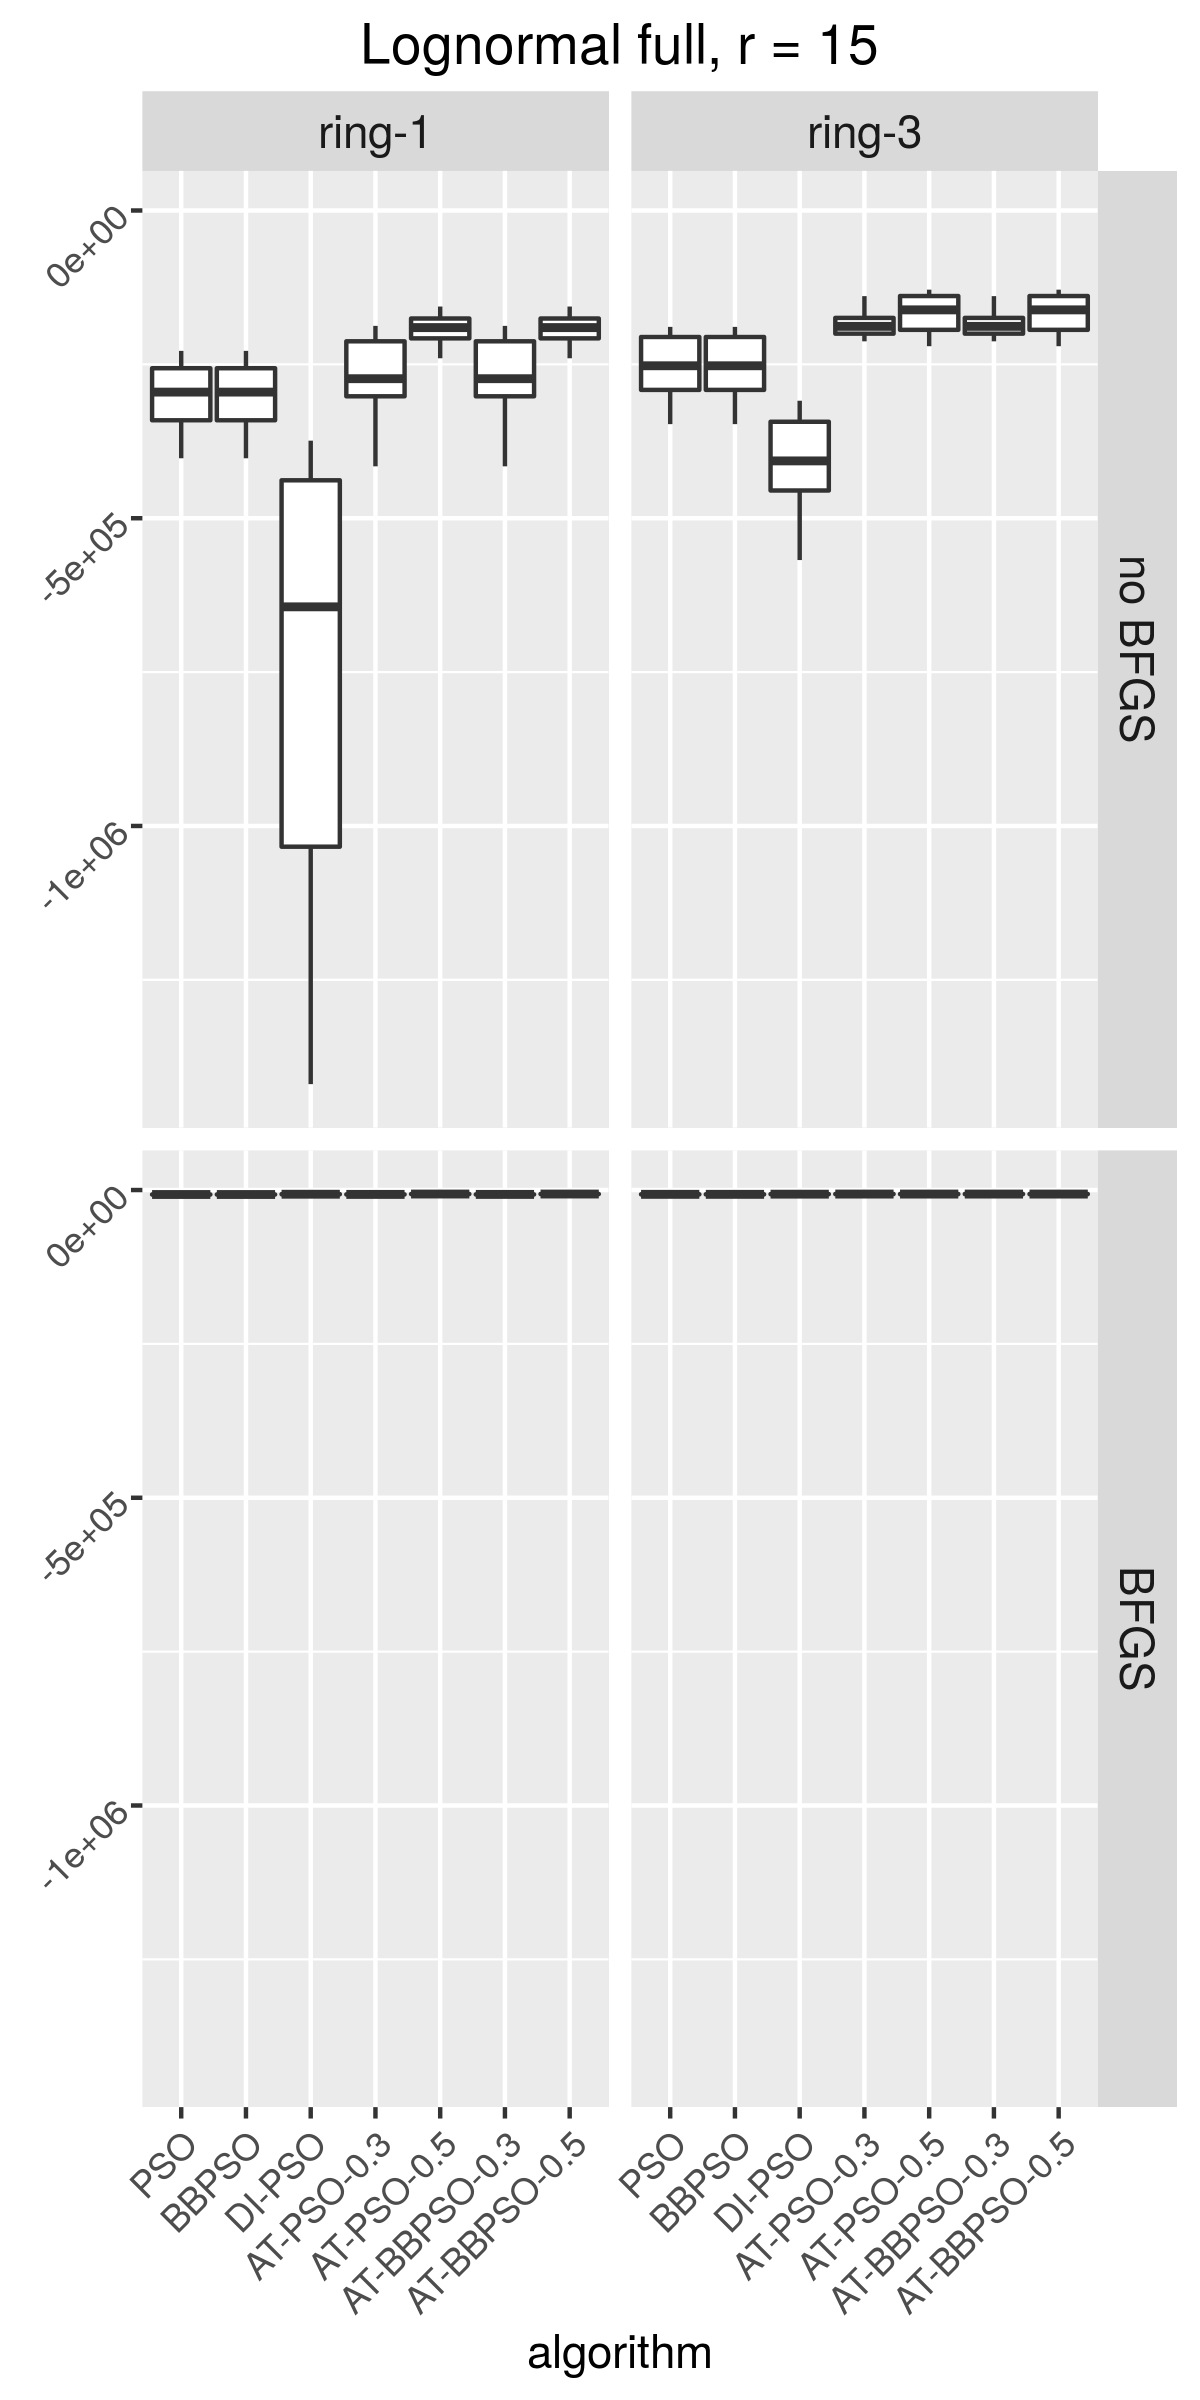 Lognormal full, r = 15
ring-1
ring-3
0e+00
-5e+05
-1e+06
no BFGS
0e+00
-5e+05
-1e+06
BFGS
PSO
BBPSO
DI-PSO
AT-PSO-0.3
AT-PSO-0.5
AT-BBPSO-0.3
AT-BBPSO-0.5
PSO
BBPSO
DI-PSO
AT-PSO-0.3
AT-PSO-0.5
AT-BBPSO-0.3
AT-BBPSO-0.5
algorithm